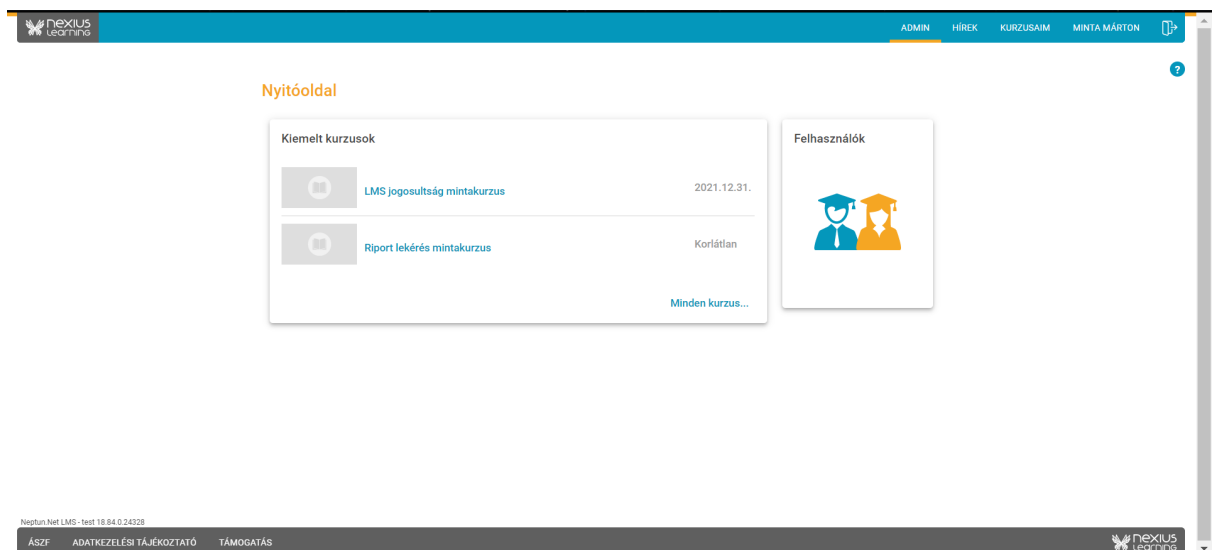 nexius
Learning
ADMIN HÍREK KURZUSAIM MINTA MÁRTON
?
Nyitóoldal
Kiemelt kurzusok
LMS jogosultság mintakurzus 2021.12.31.
Riport lekérés mintakurzus Korlátlan
Minden kurzus...
Felhasználók
Neptun.Net LMS - test 18.84.0.24328
ÁSZF ADATKEZELÉSI TÁJÉKOZTATÓ TÁMOGATÁS
nexius
Learning